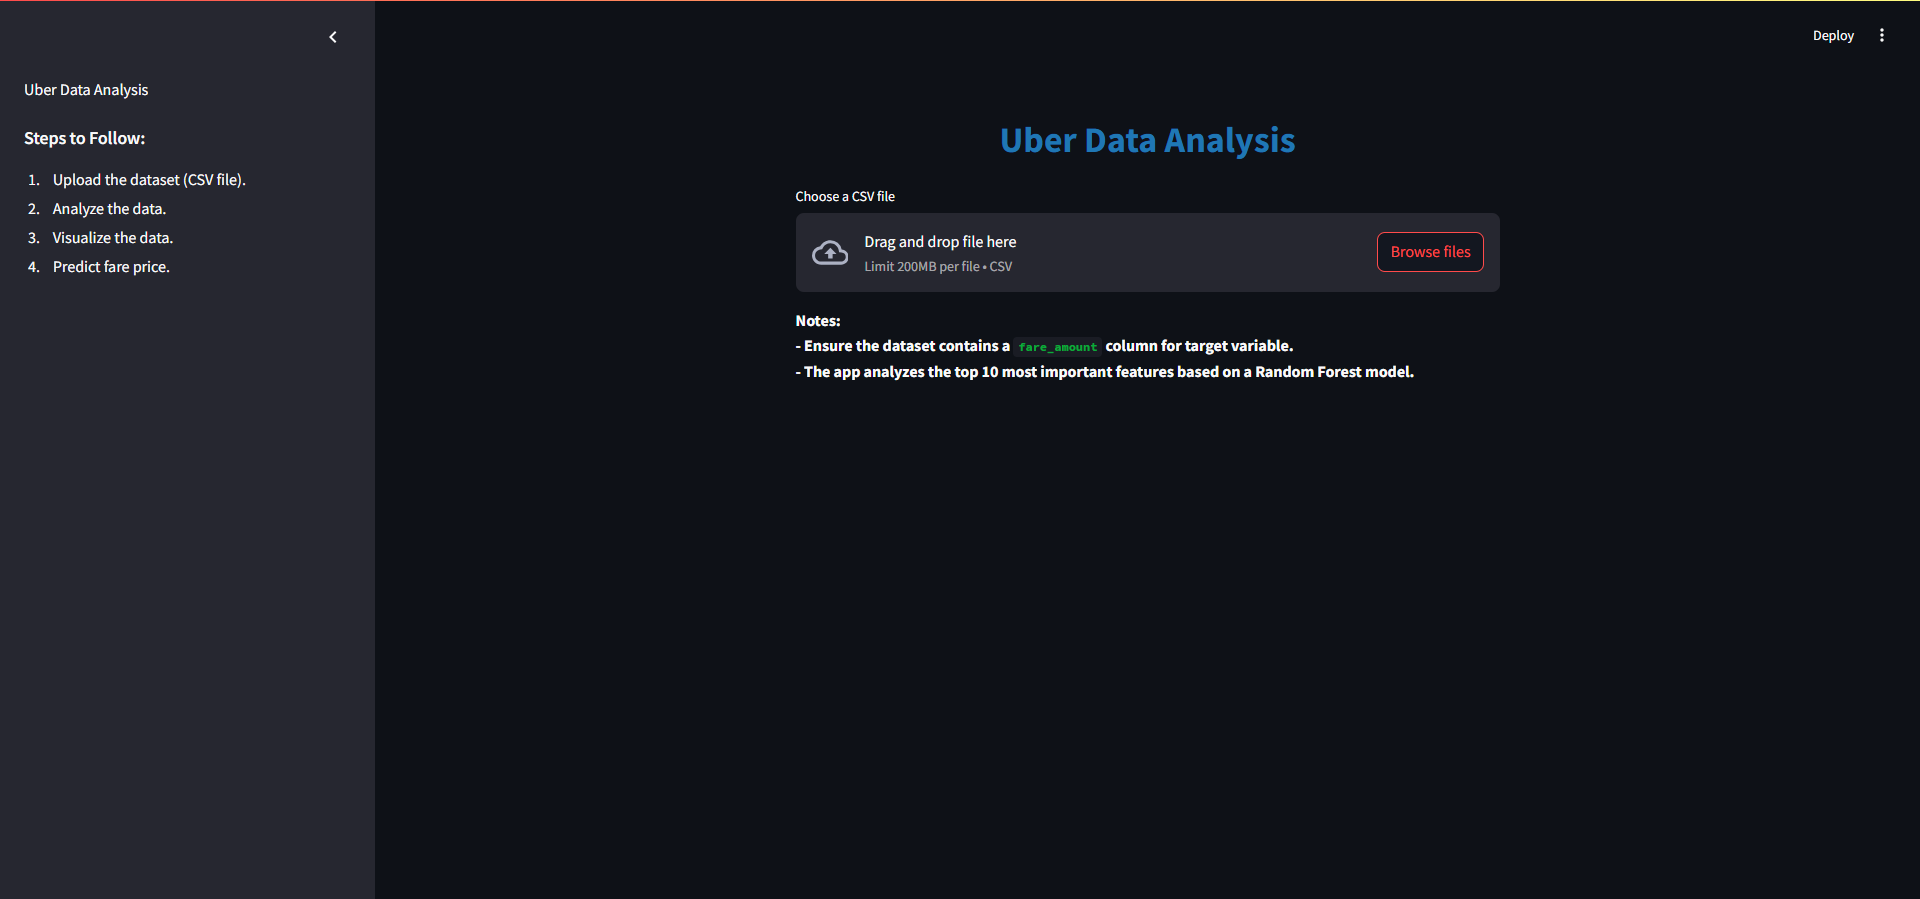 Deploy
Uber Data Analysis
Steps to Follow:
1. Upload the dataset (CSV file).
2. Analyze the data.
3. Visualize the data.
4. Predict fare price.
Uber Data Analysis
Choose a CSV file
Drag and drop file here
Limit 200MB per file • CSV
Browse files
Notes:
- Ensure the dataset contains a fare_amount column for target variable.
- The app analyzes the top 10 most important features based on a Random Forest model.